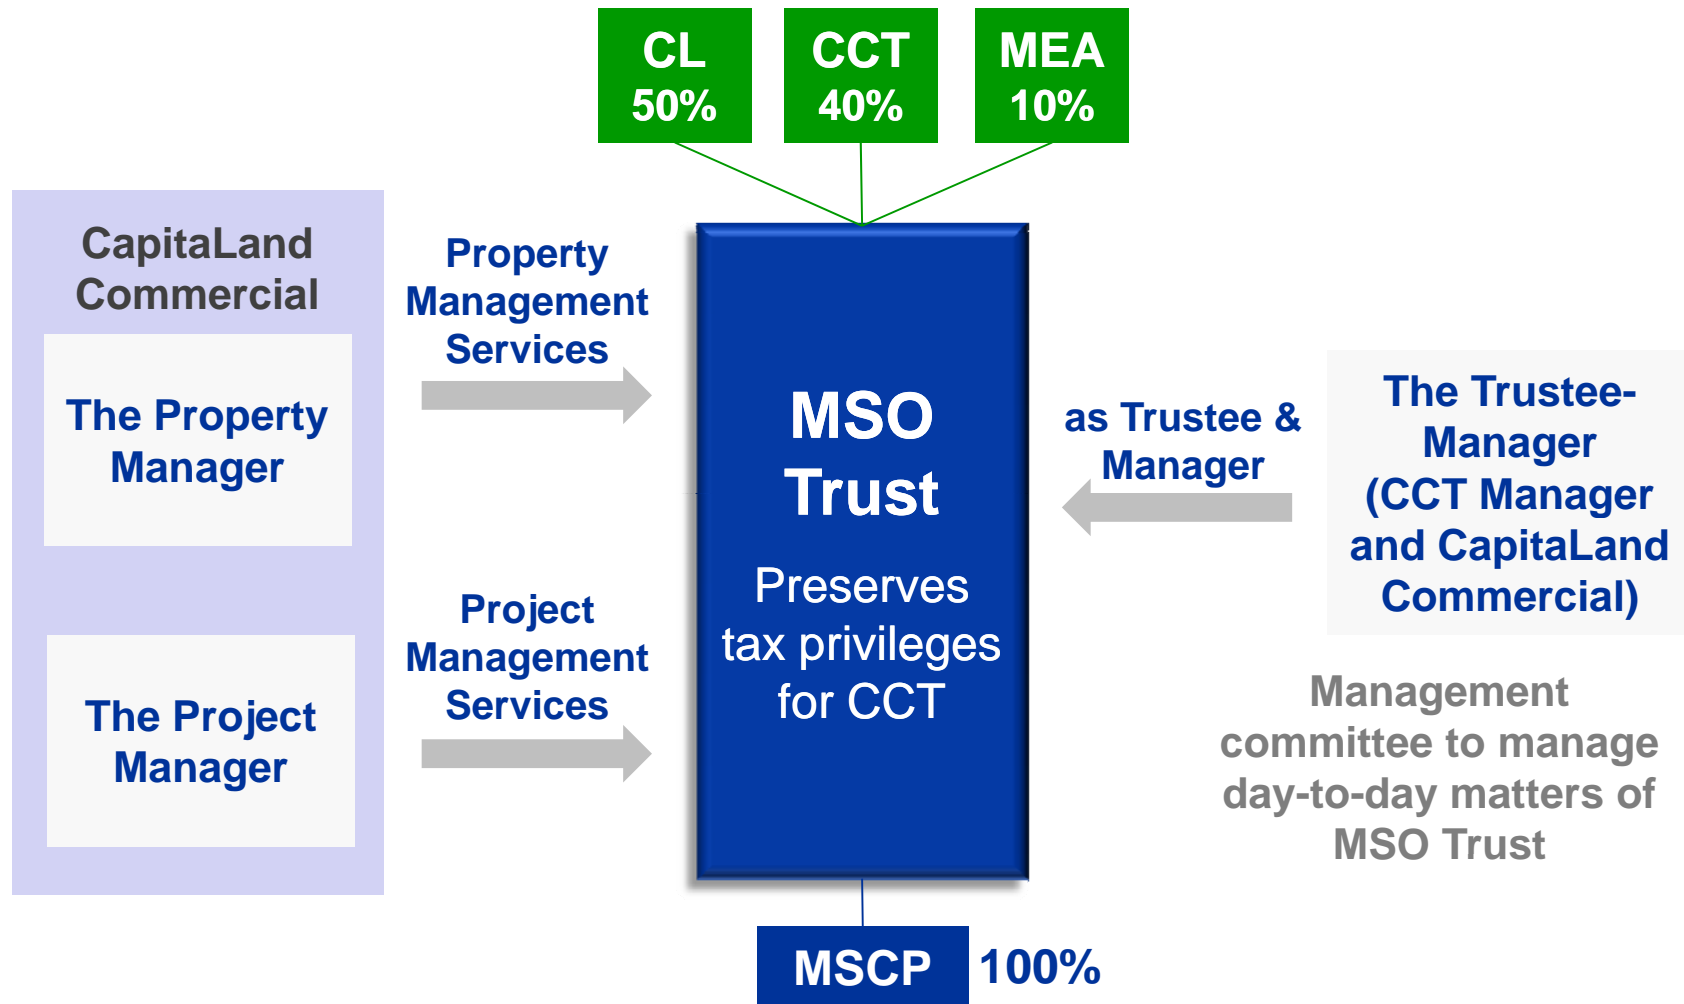 CL
50%
CCT
40%
MEA
10%
CapitaLand
Commercial
The Property
Manager
The Project
Manager
Property
Management
Services
Project
Management
Services
MSO
Trust
Preserves
tax privileges
for CCT
as Trustee &
Manager
The Trustee-
Manager
(CCT Manager
and CapitaLand
Commercial)
Management
committee to manage
day-to-day matters of
MSO Trust
MSCP
100%